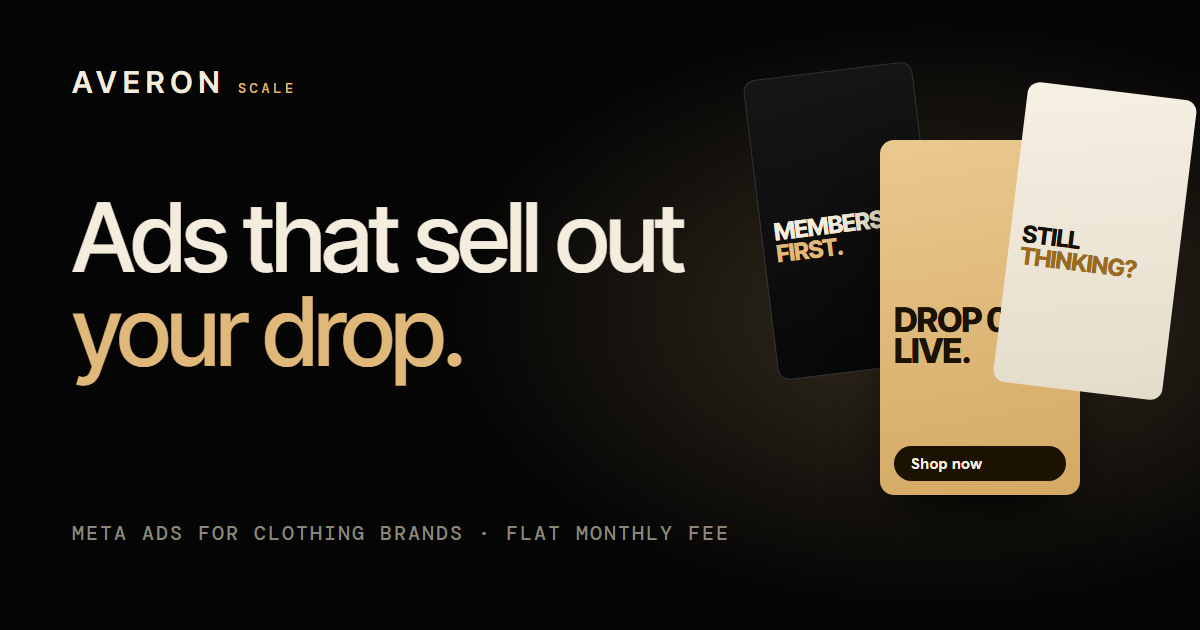 AVERON SCALE
Ads that sell out
your drop.
META ADS FOR CLOTHING BRANDS · FLAT MONTHLY FEE
MEMBERS
FIRST.
DROP
LIVE.
Shop now
STILL
THINKING?